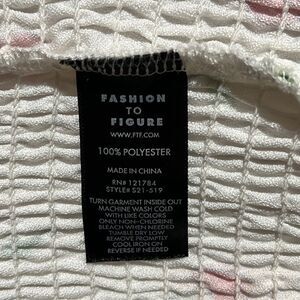 FASHION
TO
FIGURE
WWW.FTF.COM
100% POLYESTER
MADE IN CHINA
RN# 121784
STYLE# S21-519
TURN GARMENT INSIDE OUT
MACHINE WASH COLD
WITH LIKE COLORS
ONLY NON-CHLORINE
BLEACH WHEN NEEDED
TUMBLE DRY LOW
REMOVE PROMPTLY
COOL IRON ON
REVERSE IF NEEDED